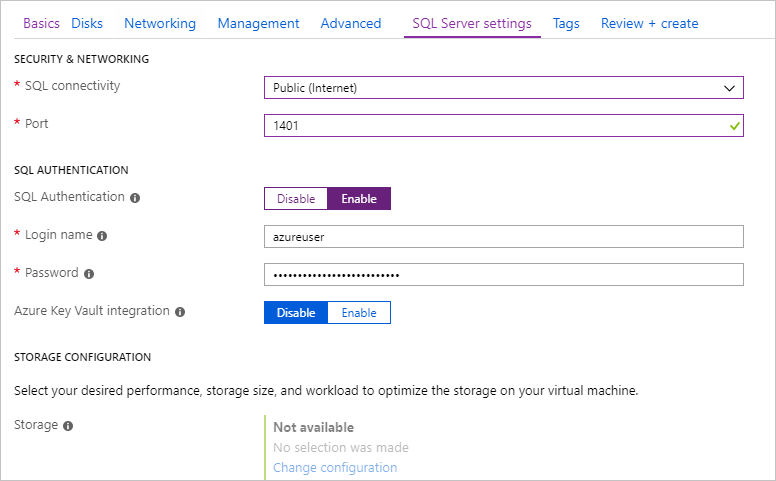 Basics Disks Networking Management Advanced SQL Server settings Tags Review + create
SECURITY & NETWORKING
* SQL connectivity Public (Internet)
* Port 1401
SQL AUTHENTICATION
SQL Authentication Disable Enable
* Login name azureuser
* Password ••••••••••••••••••••••••••
Azure Key Vault integration Disable Enable
STORAGE CONFIGURATION
Select your desired performance, storage size, and workload to optimize the storage on your virtual machine.
Storage Not available
No selection was made
Change configuration